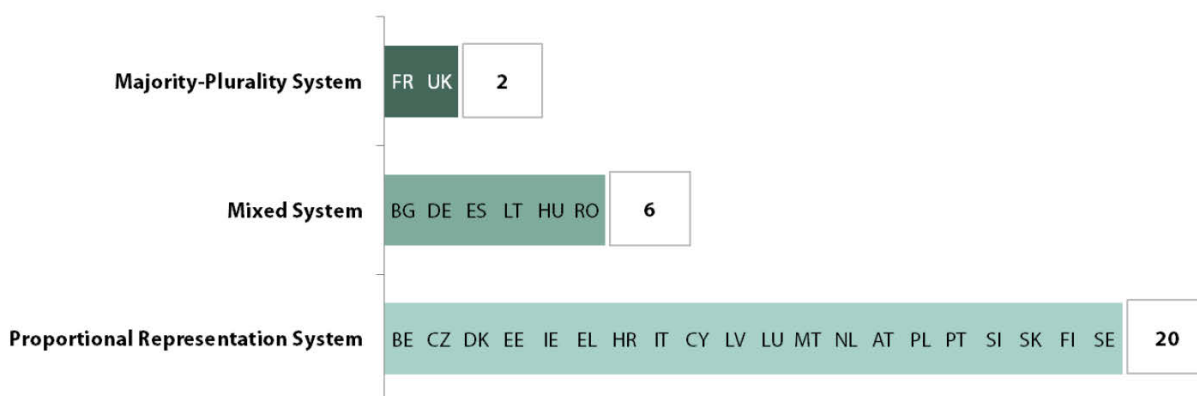 Majority-Plurality System FR UK 2
Mixed System BG DE ES LT HU RO 6
Proportional Representation System BE CZ DK EE IE EL HR IT CY LV LU MT NL AT PL PT SI SK FI SE 20